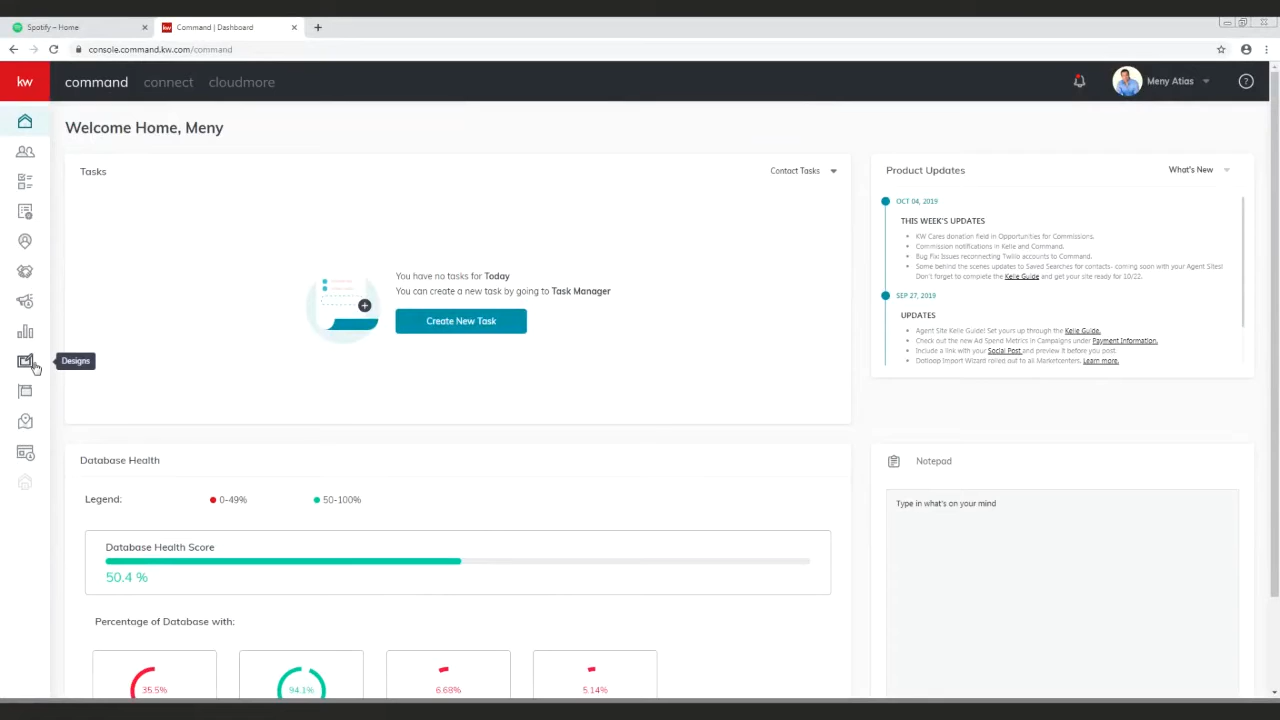 Spotify – Home
Command | Dashboard
console.command.kw.com/command
kw
command
connect
cloudmore
Meny Atias
Welcome Home, Meny
Tasks
Contact Tasks
You have no tasks for Today
You can create a new task by going to Task Manager
Create New Task
Product Updates
What's New
OCT 04, 2019
THIS WEEK'S UPDATES
KW Cares donation field in Opportunities for Commissions.
Commission notifications in Kelle and Command.
Bug Fix: Issues reconnecting Twilio accounts to Command.
Some behind the scenes updates to Saved Searches for contacts- coming soon with your Agent Sites!
Don't forget to complete the Kelle Guide and get your site ready for 10/22.
SEP 27, 2019
UPDATES
Agent Site Kelle Guide! Set yours up through the Kelle Guide.
Check out the new Ad Spend Metrics in Campaigns under Payment Information.
Include a link with your Social Post and preview it before you post.
Dotloop Import Wizard rolled out to all Marketcenters. Learn more.
Designs
Database Health
Legend:
0-49%
50-100%
Database Health Score
50.4 %
Percentage of Database with:
35.5%
94.1%
6.68%
5.14%
Notepad
Type in what's on your mind